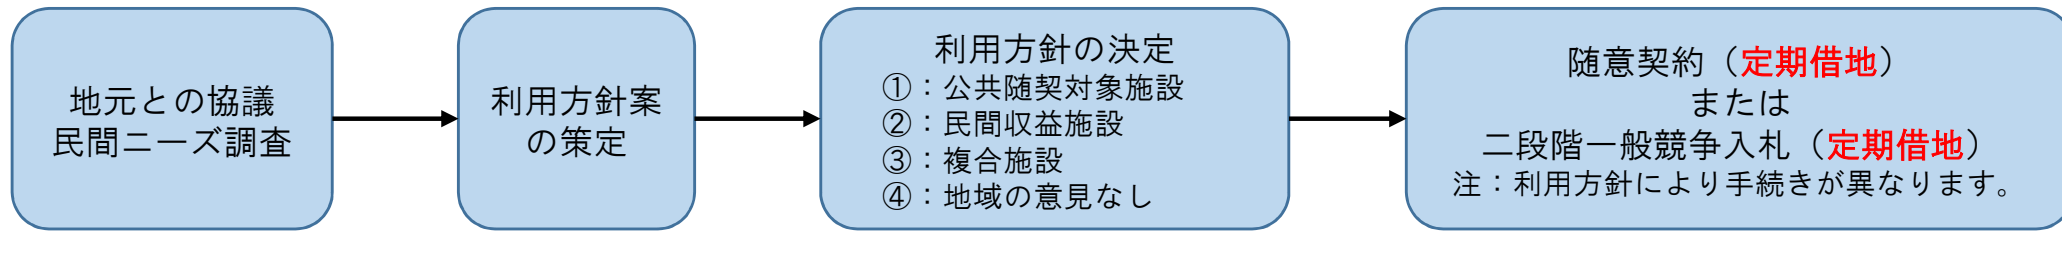 地元との協議
民間ニーズ調査
利用方針案
の策定
利用方針の決定
①：公共随契対象施設
②：民間収益施設
③：複合施設
④：地域の意見なし
随意契約（定期借地）
または
二段階一般競争入札（定期借地）
注：利用方針により手続きが異なります。